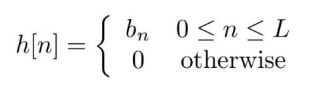 h[n] = { b_n 0 ≤ n ≤ L
0 otherwise